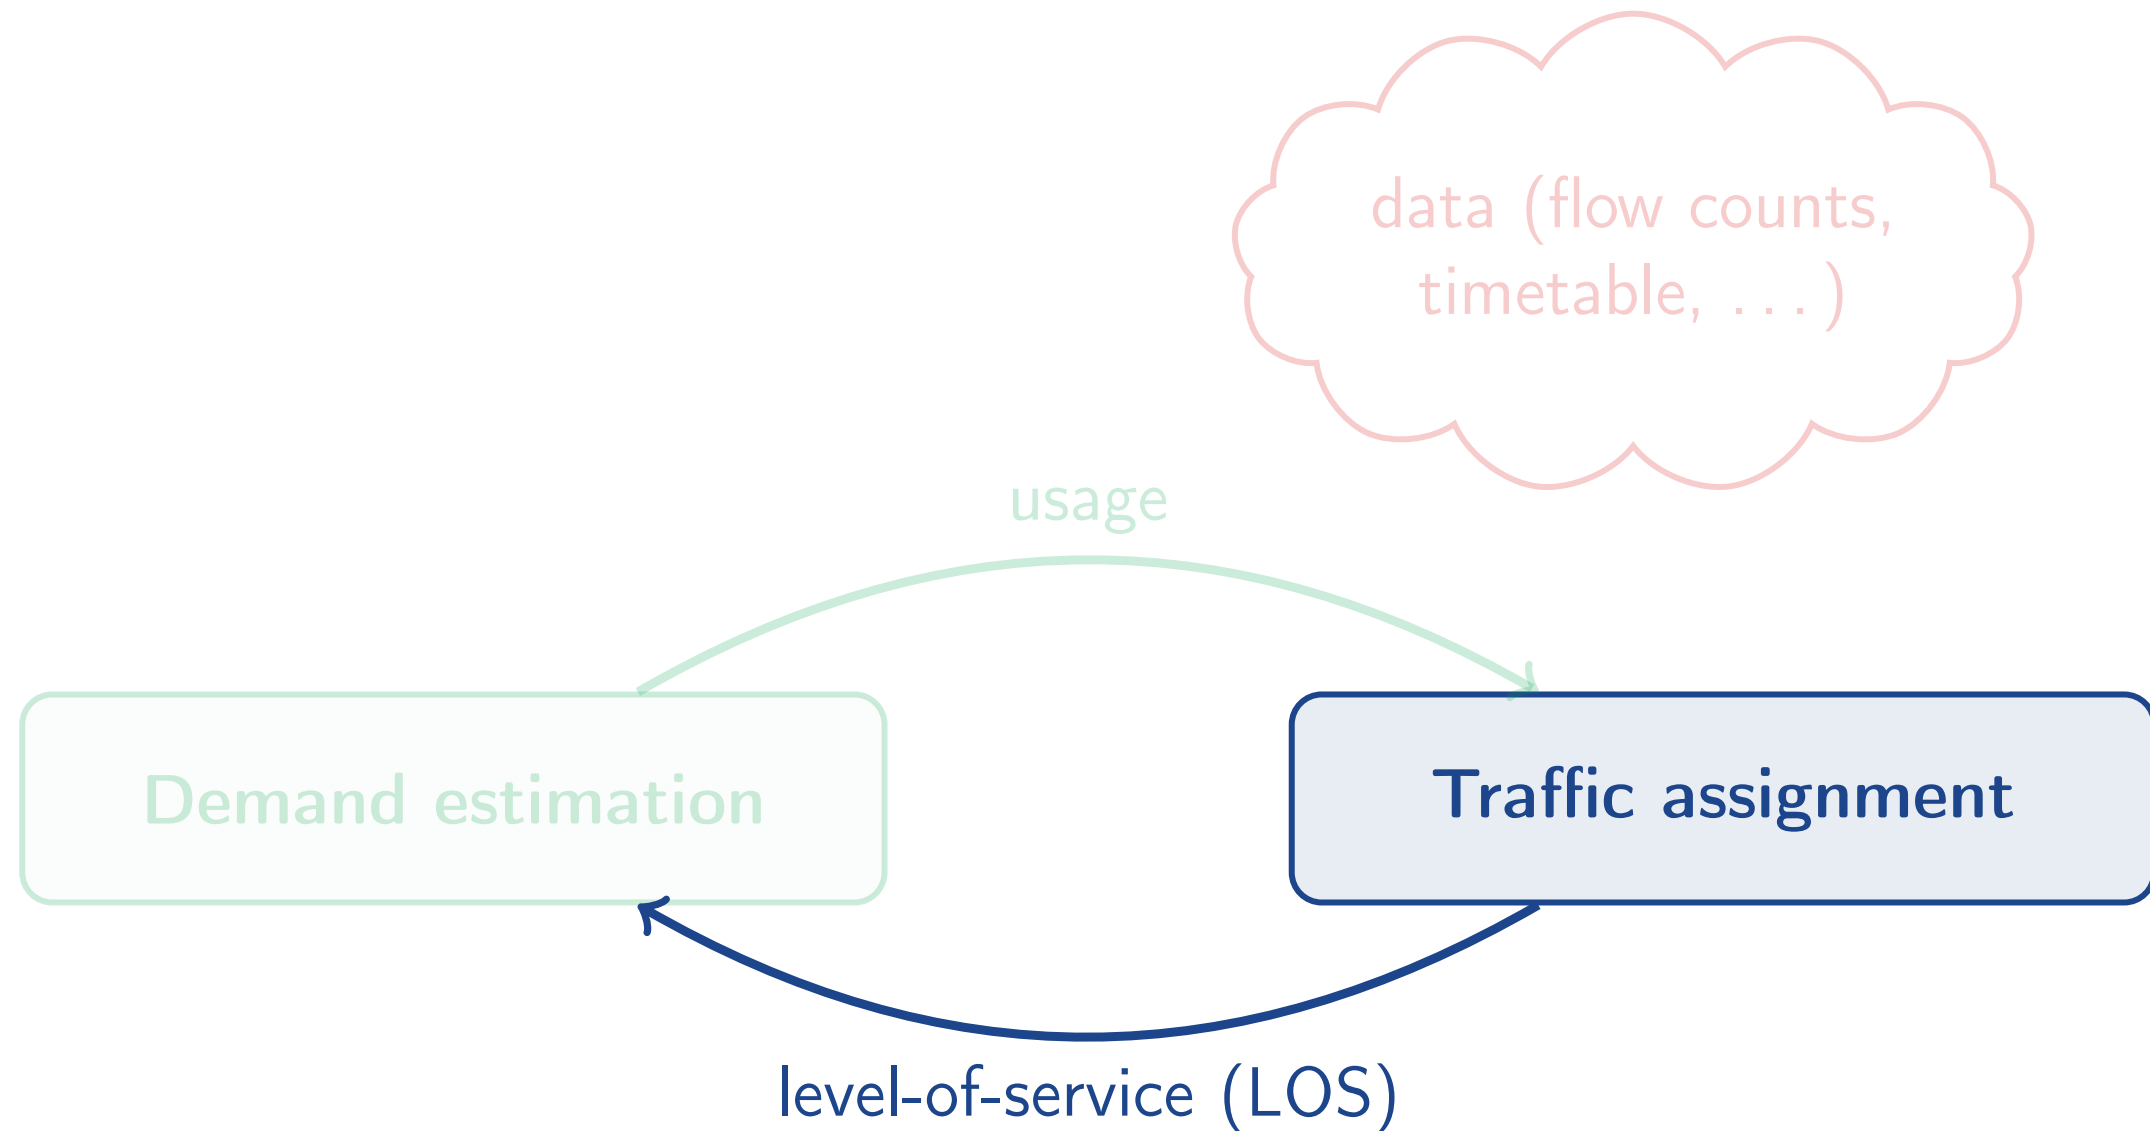 data (flow counts,
timetable, ...)
usage
Demand estimation
Traffic assignment
level-of-service (LOS)